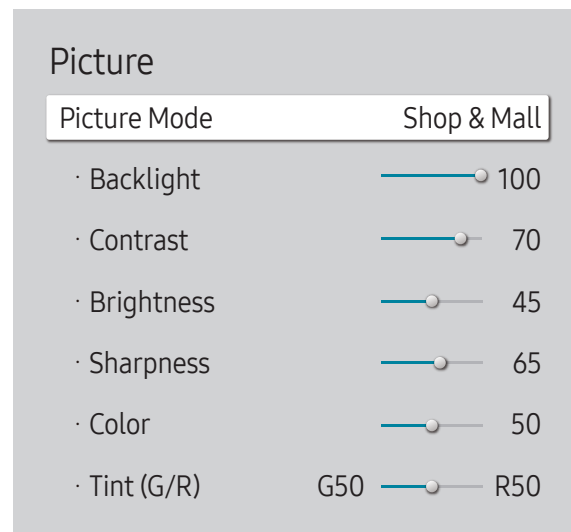 Picture
Picture Mode Shop & Mall
· Backlight 100
· Contrast 70
· Brightness 45
· Sharpness 65
· Color 50
· Tint (G/R) G50 R50